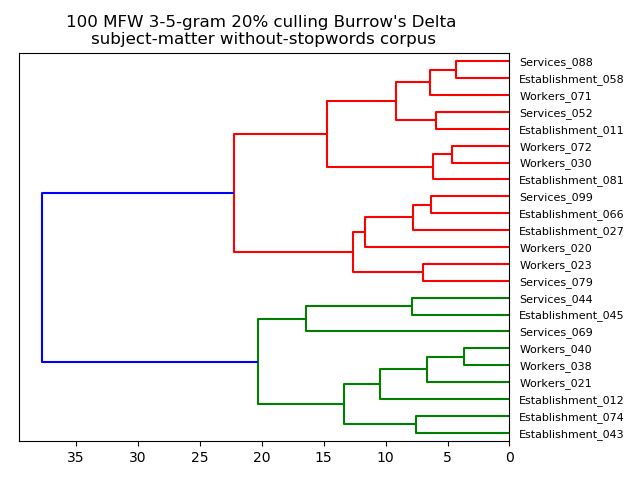 100 MFW 3-5-gram 20% culling Burrow's Delta
subject-matter without-stopwords corpus
Services_088
Establishment_058
Workers_071
Services_052
Establishment_011
Workers_072
Workers_030
Establishment_081
Services_099
Establishment_066
Establishment_027
Workers_020
Workers_023
Services_079
Services_044
Establishment_045
Services_069
Workers_040
Workers_038
Workers_021
Establishment_012
Establishment_074
Establishment_043
35 30 25 20 15 10 5 0